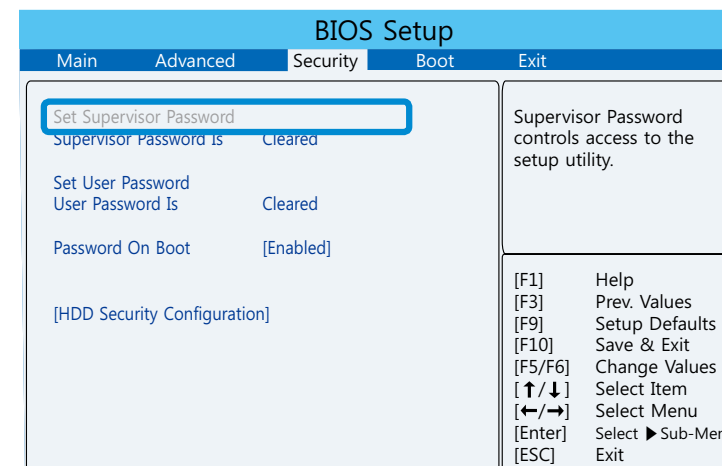 BIOS Setup
Main Advanced Security Boot Exit
Set Supervisor Password
Supervisor Password Is Cleared
Set User Password
User Password Is Cleared
Password On Boot [Enabled]
[HDD Security Configuration]
Supervisor Password
controls access to the
setup utility.
[F1] Help
[F3] Prev. Values
[F9] Setup Defaults
[F10] Save & Exit
[F5/F6] Change Values
[↑/↓] Select Item
[←/→] Select Menu
[Enter] Select ▶ Sub-Men
[ESC] Exit